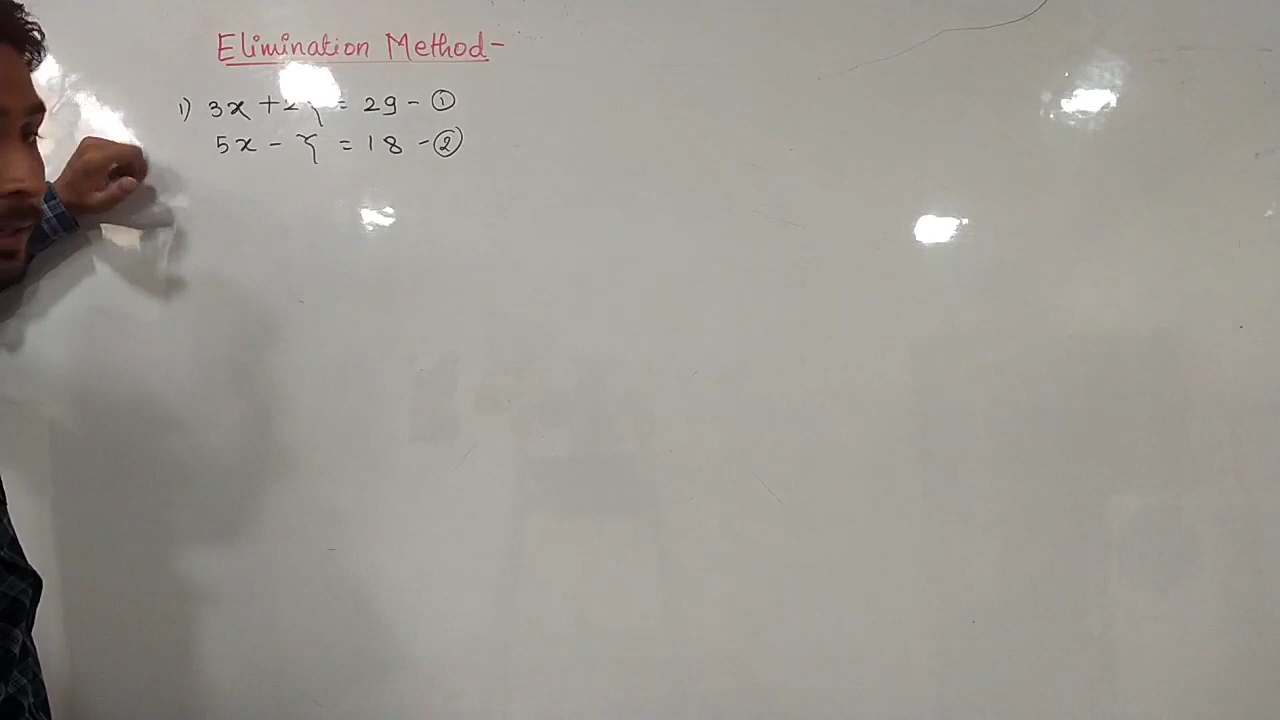 Elimination Method-
1) 3x + 2y = 29 - ①
5x - y = 18 - ②